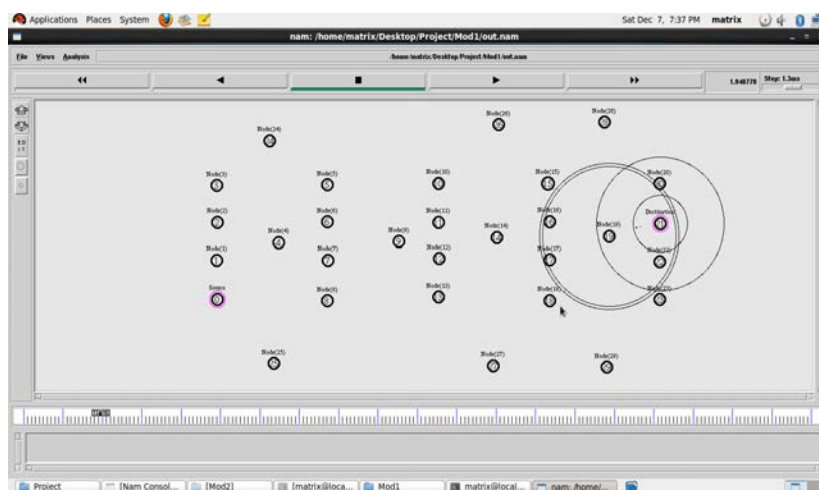 Applications Places System
Sat Dec 7, 7:37 PM matrix
nam: /home/matrix/Desktop/Project/Mod1/out.nam
File Views Analysis
/home/matrix/Desktop/Project/Mod1/out.nam
Step: 1.3ms
Node(24)
Node(26)
Node(28)
Node(3)
Node(5)
Node(10)
Node(15)
Node(20)
Node(2)
Node(6)
Node(11)
Node(16)
Destination
Node(4)
Node(9)
Node(14)
Node(19)
Node(1)
Node(7)
Node(12)
Node(17)
Node(22)
Source
Node(8)
Node(13)
Node(18)
Node(23)
Node(25)
Node(27)
Node(29)
Project
[Nam Consol...
[Mod2]
[matrix@loca...
Mod1
matrix@local...
nam: /home/...